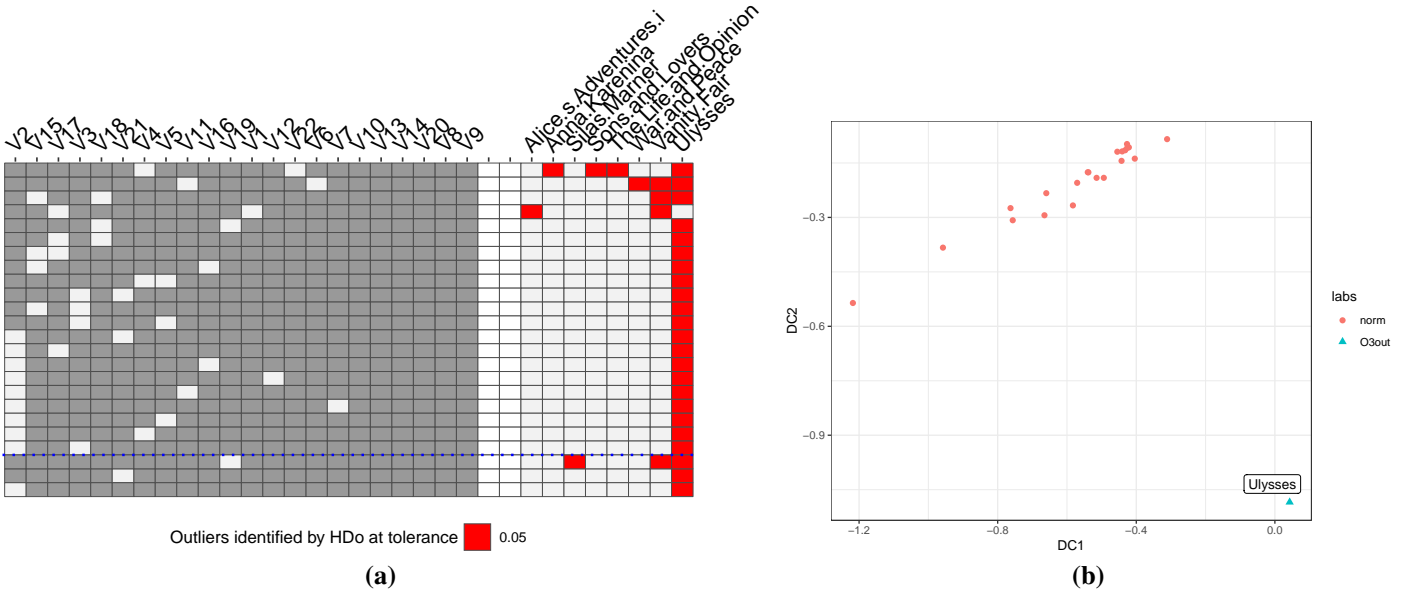 V2
V15
V17
V3
V18
V21
V4
V5
V11
V16
V19
V1
V12
V22
V6
V7
V10
V13
V14
V20
V8
V9
Alice.s.Adventures.i
Anna.Karenina
Silas.Marner
Sons.and.Lovers
The.Life.and.Opinion
War.and.Peace
Vanity.Fair
Ulysses
Outliers identified by HDo at tolerance 0.05
(a)
−0.3
−0.6
−0.9
DC2
Ulysses
−1.2 −0.8 −0.4 0.0
DC1
labs
norm
O3out
(b)